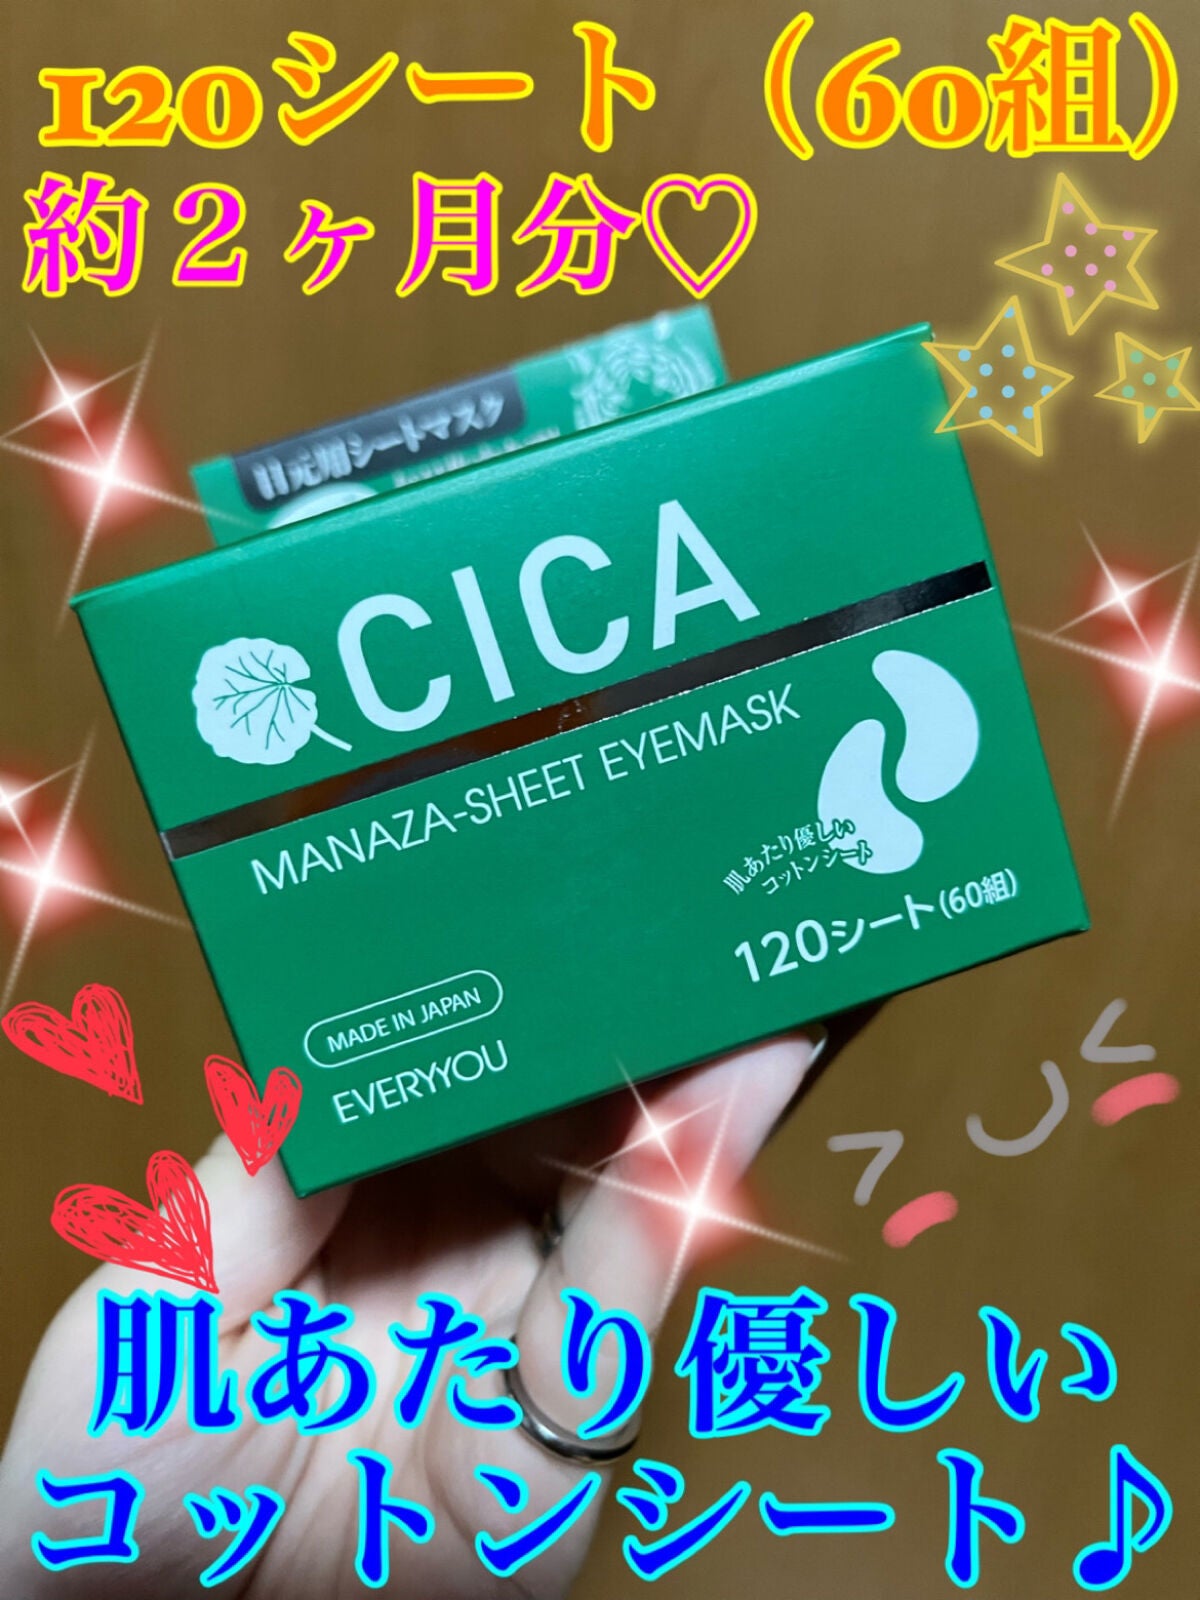 120シート（60組）
約２ヶ月分♡
目元用シートマスク
CICA
MANAZA-SHEET EYEMASK
肌あたり優しい
コットンシート
120シート(60組)
MADE IN JAPAN
EVERYYOU
肌あたり優しい
コットンシート♪